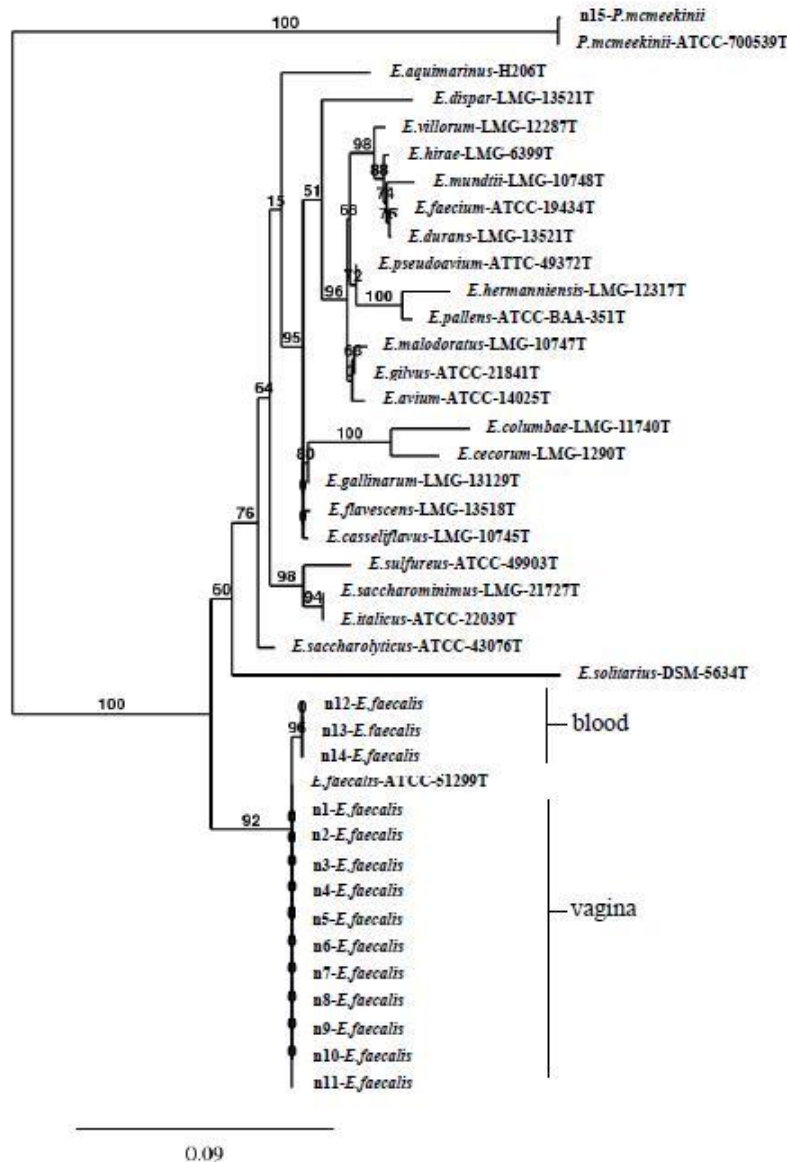 n15-P.mcmeekinii
100
P.mcmeekinii-ATCC-700539T
E.aquimarinus-H206T
E.dispar-LMG-13521T
E.villorum-LMG-12287T
98
E.hirae-LMG-6399T
88
E.mundtii-LMG-10748T
15
51
74
E.faecium-ATCC-19434T
E.durans-LMG-13521T
E.pseudoavium-ATTC-49372T
72
E.hermanniensis-LMG-12317T
96
100
E.pallens-ATCC-BAA-351T
95
E.malodoratus-LMG-10747T
E.gilvus-ATCC-21841T
64
E.avium-ATCC-14025T
E.columbae-LMG-11740T
100
E.cecorum-LMG-1290T
80
E.gallinarum-LMG-13129T
E.flavescens-LMG-13518T
76
E.casseliflavus-LMG-10745T
E.sulfureus-ATCC-49903T
98
60
E.saccharominimus-LMG-21727T
94
E.italicus-ATCC-22039T
E.saccharolyticus-ATCC-43076T
E.solitarius-DSM-5634T
100
n12-E.faecalis
blood
96
n13-E.faecalis
n14-E.faecalis
E.faecalis-ATCC-51299T
92
n1-E.faecalis
n2-E.faecalis
n3-E.faecalis
n4-E.faecalis
n5-E.faecalis
vagina
n6-E.faecalis
n7-E.faecalis
n8-E.faecalis
n9-E.faecalis
n10-E.faecalis
n11-E.faecalis
0.09